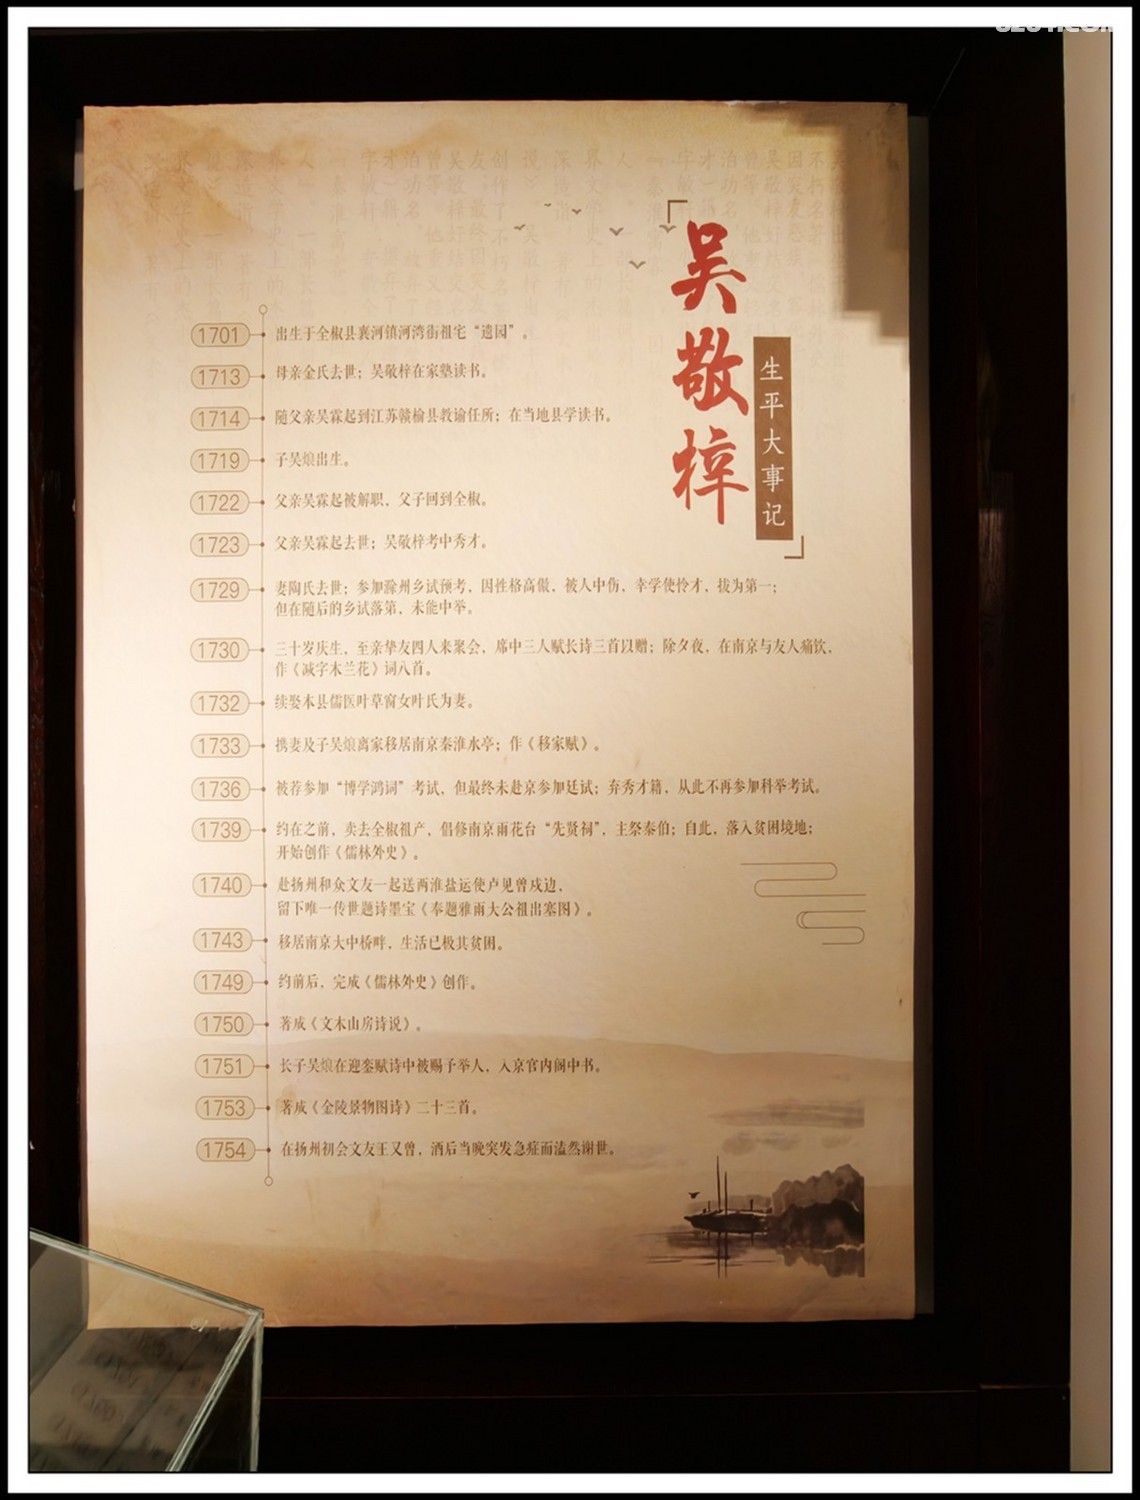 吴敬梓
生平大事记
1701 出生于全椒县襄河镇河湾街祖宅“遗园”。
1713 母亲金氏去世；吴敬梓在家塾读书。
1714 随父亲吴霖起到江苏赣榆县教谕任所；在当地县学读书。
1719 子吴烺出生。
1722 父亲吴霖起被解职，父子回到全椒。
1723 父亲吴霖起去世；吴敬梓考中秀才。
1729 妻陶氏去世；参加滁州乡试预考，因性格高傲，被人中伤，幸学使怜才，拔为第一；
但在随后的乡试落第，未能中举。
1730 三十岁庆生，至亲挚友四人来聚会，席中三人赋长诗三首以赠；除夕夜，在南京与友人痛饮，
作《减字木兰花》词八首。
1732 续娶本县儒医叶草窗女叶氏为妻。
1733 携妻及子吴烺离家移居南京秦淮水亭；作《移家赋》。
1736 被荐参加“博学鸿词”考试，但最终未赴京参加廷试；弃秀才籍，从此不再参加科举考试。
1739 约在之前，卖去全椒祖产，倡修南京雨花台“先贤祠”，主祭泰伯；自此，落入贫困境地；
开始创作《儒林外史》。
1740 赴扬州和众文友一起送两淮盐运使卢见曾戍边，
留下唯一传世题诗墨宝《奉题雅雨大公祖出塞图》。
1743 移居南京大中桥畔，生活已极其贫困。
1749 约前后，完成《儒林外史》创作。
1750 著成《文木山房诗说》。
1751 长子吴烺在迎銮赋诗中被赐予举人，入京官内阁中书。
1753 著成《金陵景物图诗》二十三首。
1754 在扬州初会文友王又曾，酒后当晚突发急症而溘然谢世。